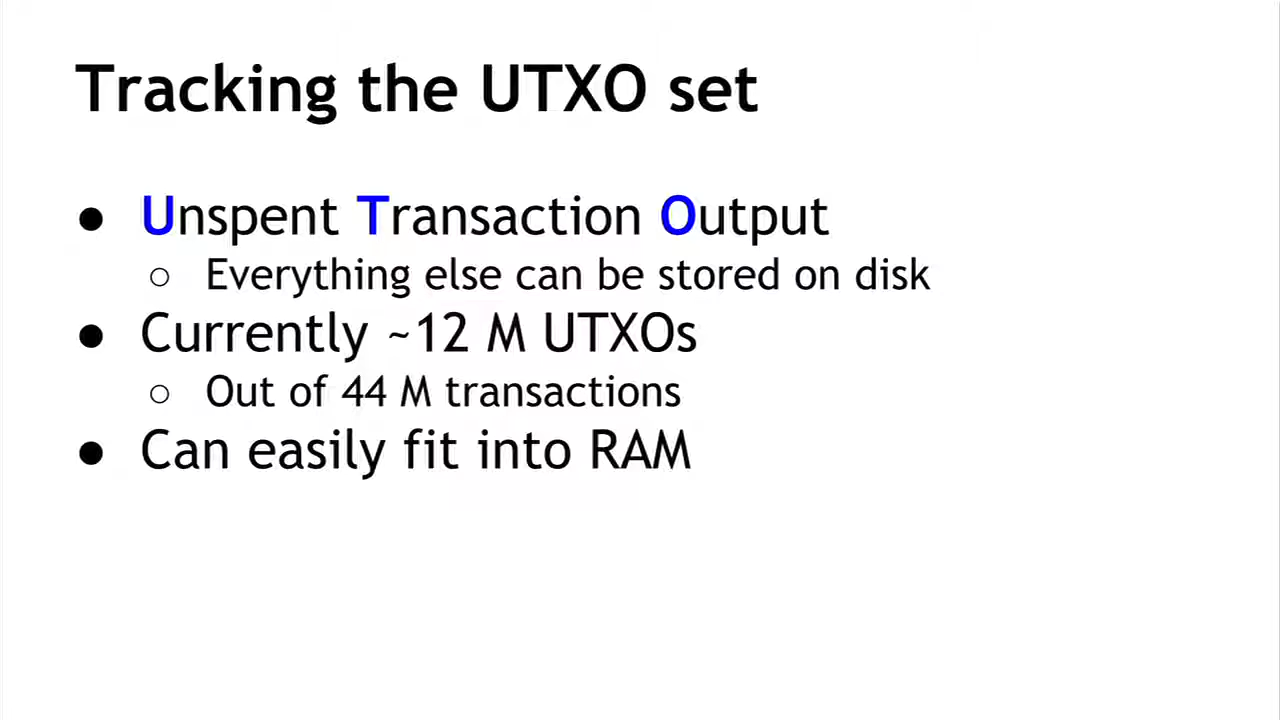 Tracking the UTXO set
● Unspent Transaction Output
○ Everything else can be stored on disk
● Currently ~12 M UTXOs
○ Out of 44 M transactions
● Can easily fit into RAM